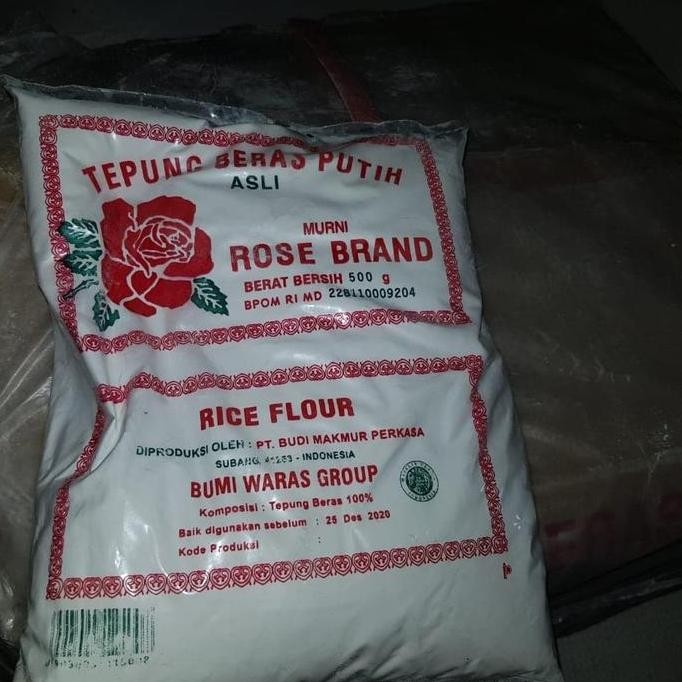 TEPUNG BERAS PUTIH
ASLI
MURNI
ROSE BRAND
BERAT BERSIH 500 g
BPOM RI MD 228110009204
RICE FLOUR
DIPRODUKSI OLEH : PT. BUDI MAKMUR PERKASA
SUBANG, - INDONESIA
BUMI WARAS GROUP
Komposisi : Tepung Beras 100%
Baik digunakan sebelum : 25 Des 2020
Kode Produksi :